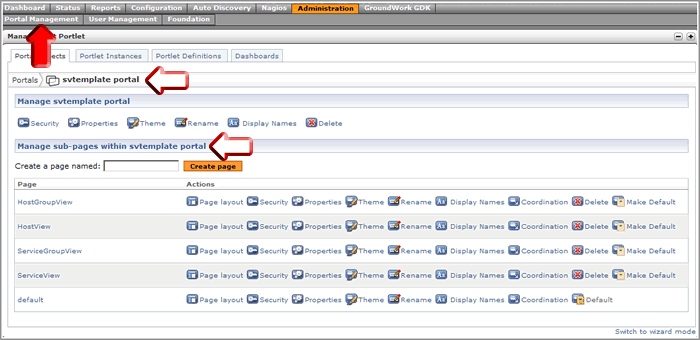 Dashboard Status Reports Configuration Auto Discovery Nagios Administration GroundWork GDK
Portal Management User Management Foundation
Portlet
Portlet Instances Portlet Definitions Dashboards
Portals svtemplate portal
Manage svtemplate portal
Security Properties Theme Rename Display Names Delete
Manage sub-pages within svtemplate portal
Create a page named: Create page
Page Actions
HostGroupView Page layout Security Properties Theme Rename Display Names Coordination Delete Make Default
HostView Page layout Security Properties Theme Rename Display Names Coordination Delete Make Default
ServiceGroupView Page layout Security Properties Theme Rename Display Names Coordination Delete Make Default
ServiceView Page layout Security Properties Theme Rename Display Names Coordination Delete Make Default
default Page layout Security Properties Theme Rename Display Names Coordination Default
Switch to wizard mode